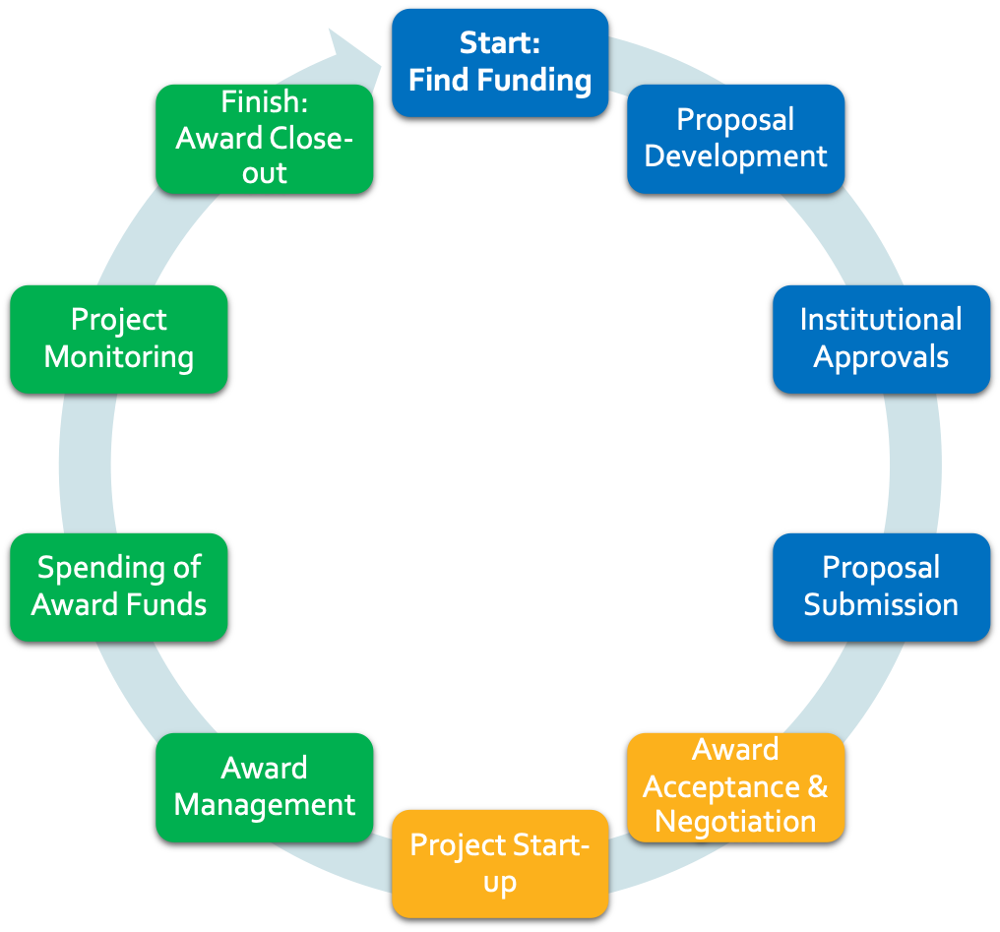 Start:
Find Funding
Proposal
Development
Institutional
Approvals
Proposal
Submission
Award
Acceptance &
Negotiation
Project Start-
up
Award
Management
Spending of
Award Funds
Project
Monitoring
Finish:
Award Close-
out